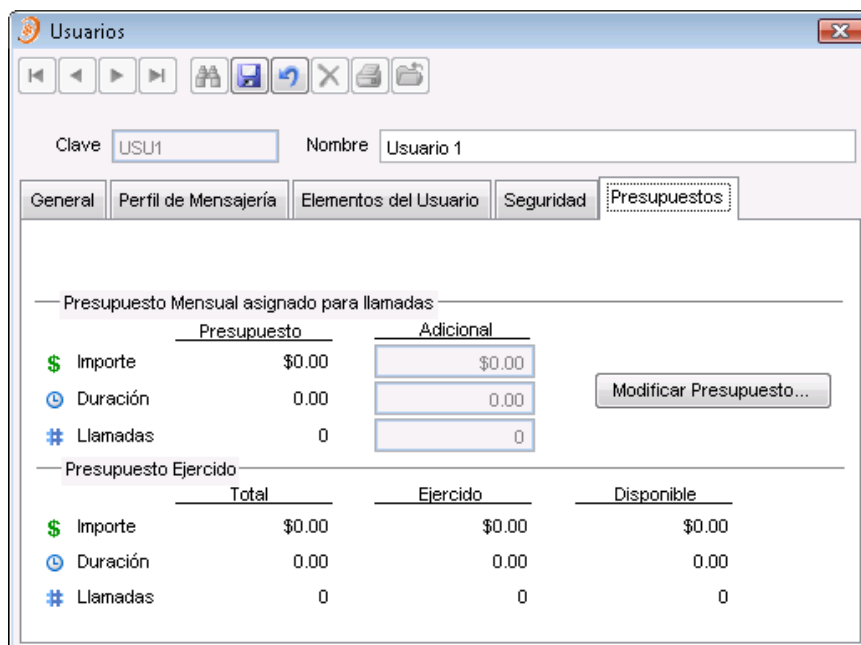 Usuarios
Clave USU1 Nombre Usuario 1
General Perfil de Mensajería Elementos del Usuario Seguridad Presupuestos
Presupuesto Mensual asignado para llamadas
Presupuesto Adicional
$ Importe $0.00 $0.00
Duración 0.00 0.00 Modificar Presupuesto...
# Llamadas 0 0
Presupuesto Ejercido
Total Ejercido Disponible
$ Importe $0.00 $0.00 $0.00
Duración 0.00 0.00 0.00
# Llamadas 0 0 0